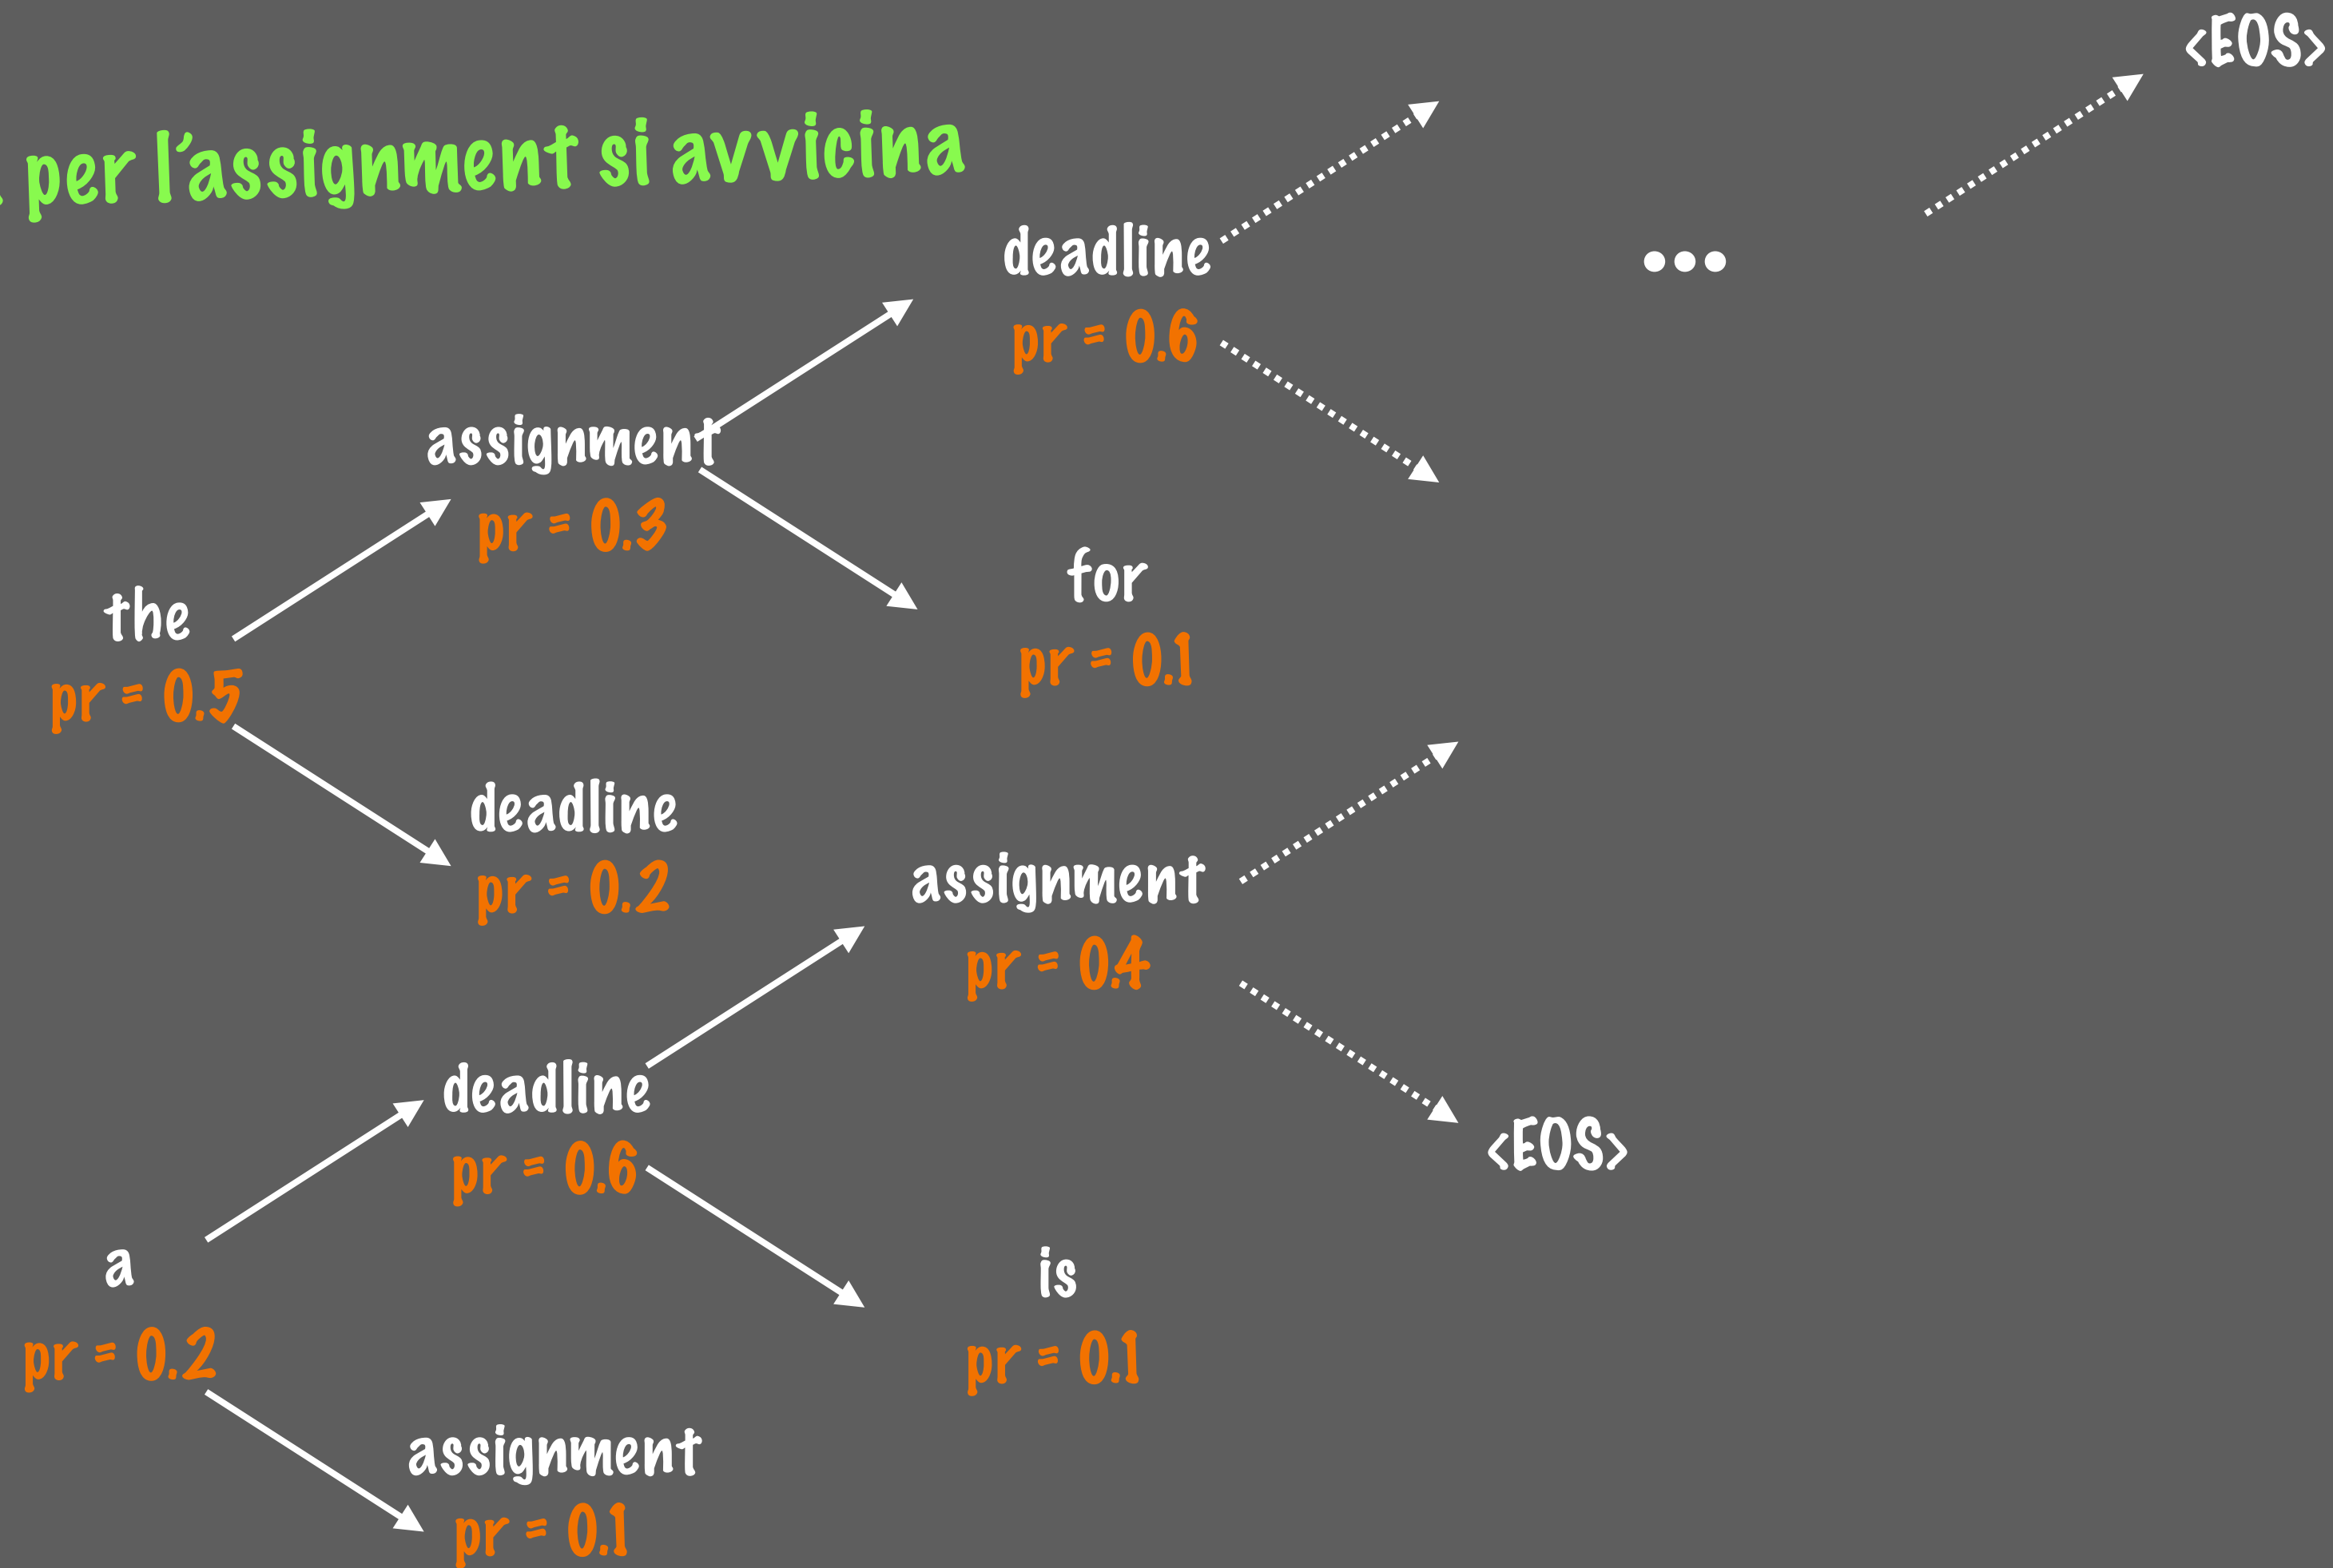 <EOS>
per l'assignment si avvicina
deadline
...
pr = 0.6
assignment
pr = 0.3
for
the
pr = 0.1
pr = 0.5
deadline
assignment
pr = 0.2
pr = 0.4
deadline
<EOS>
pr = 0.6
a
is
pr = 0.2
pr = 0.1
assignment
pr = 0.1